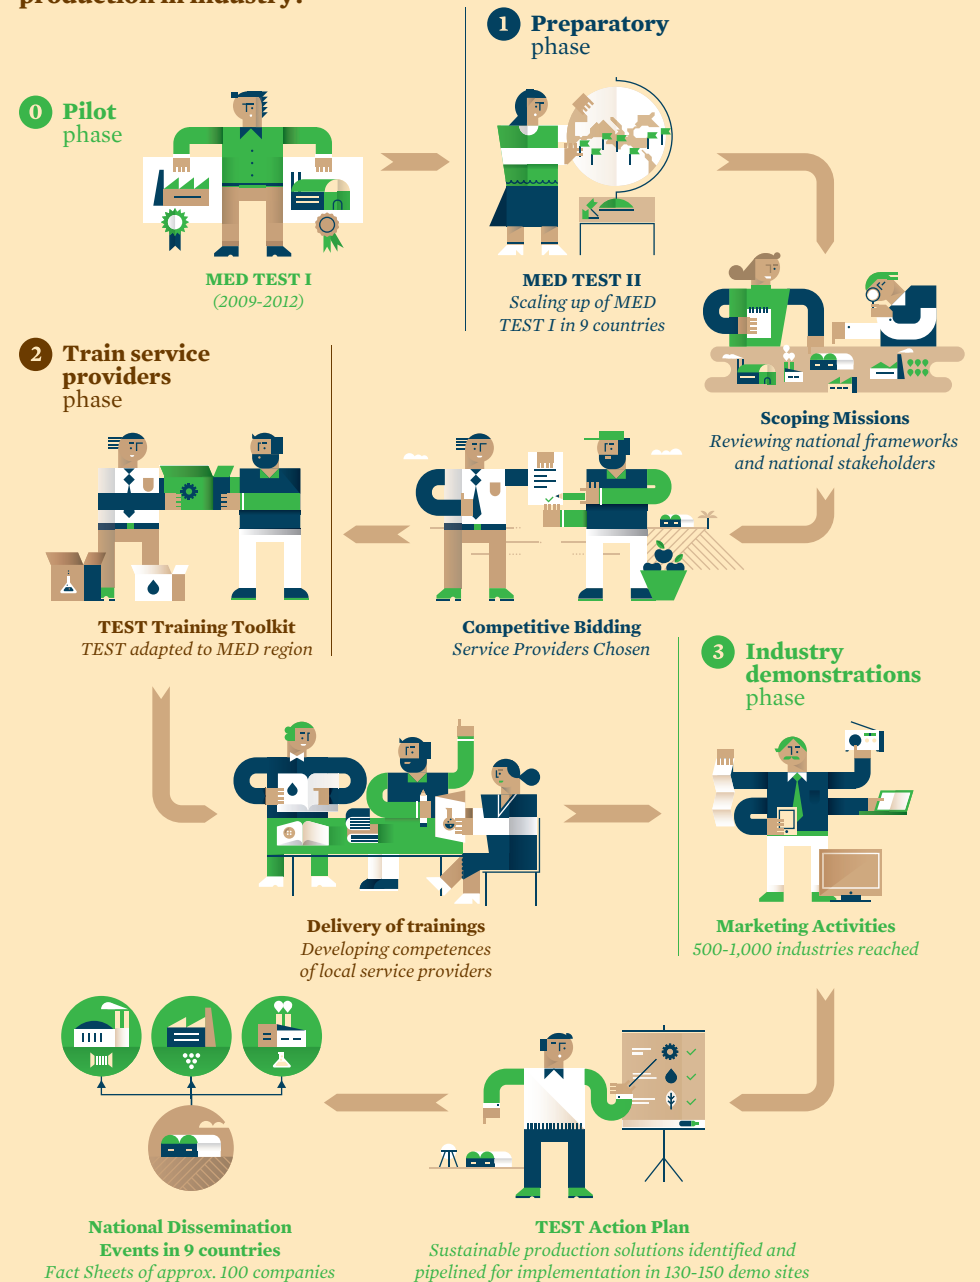 production in industry?
1 Preparatory
phase
0 Pilot
phase
MED TEST I
(2009-2012)
MED TEST II
Scaling up of MED
TEST I in 9 countries
Scoping Missions
Reviewing national frameworks
and national stakeholders
2 Train service
providers
phase
Competitive Bidding
Service Providers Chosen
TEST Training Toolkit
TEST adapted to MED region
3 Industry
demonstrations
phase
Delivery of trainings
Developing competences
of local service providers
Marketing Activities
500-1,000 industries reached
TEST Action Plan
Sustainable production solutions identified and
pipelined for implementation in 130-150 demo sites
National Dissemination
Events in 9 countries
Fact Sheets of approx. 100 companies